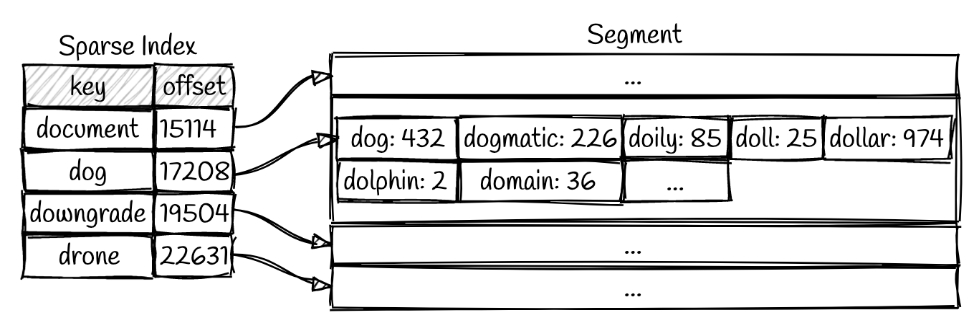 Sparse Index
key offset
document 15114
dog 17208
downgrade 19504
drone 22631
Segment
...
dog: 432 dogmatic: 226 doily: 85 doll: 25 dollar: 974
dolphin: 2 domain: 36 ...
...
...